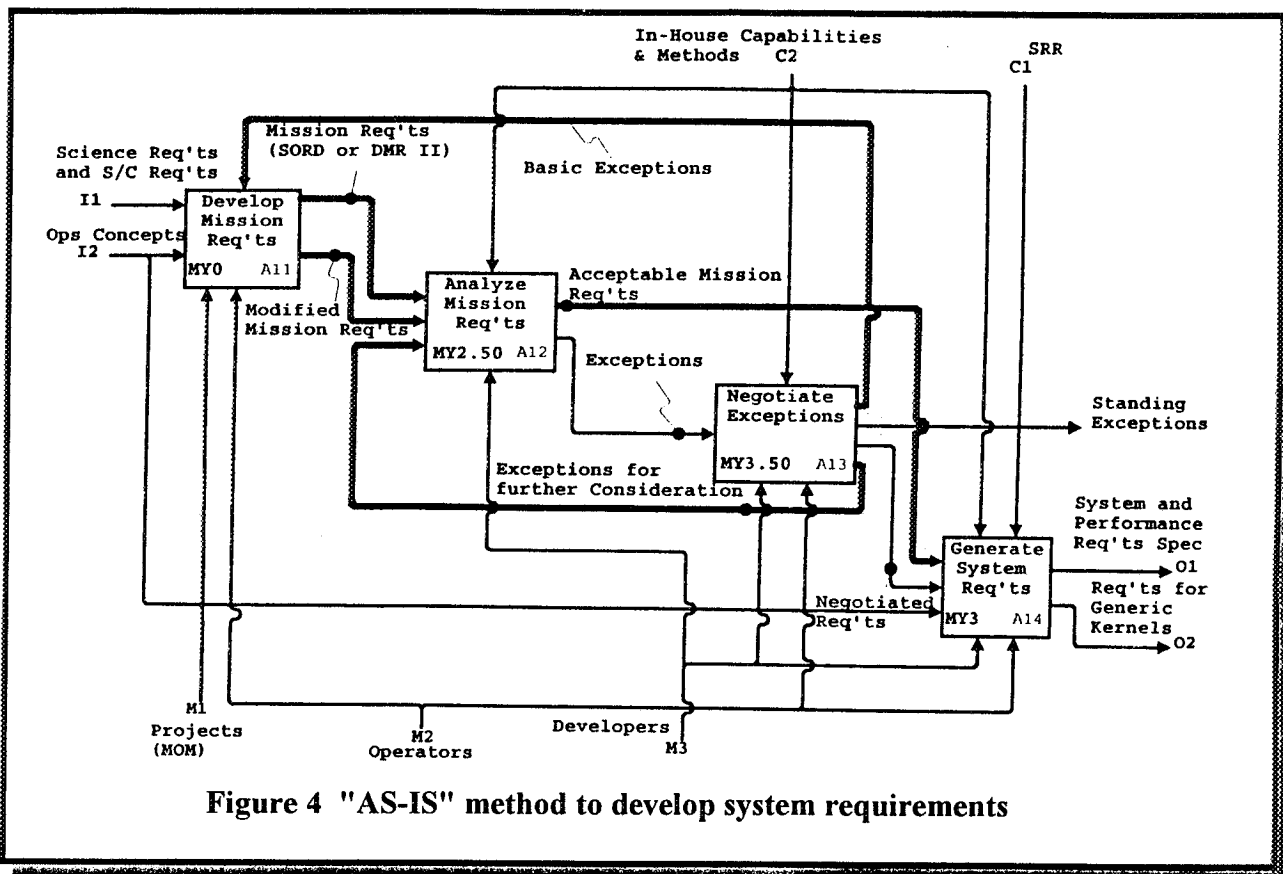 In-House Capabilities
& Methods C2
SRR
C1
Mission Req'ts
(SORD or DMR II)
Science Req'ts
and S/C Req'ts
I1
Basic Exceptions
Develop
Mission
Req'ts
MY0 A11
Ops Concepts
I2
Modified
Mission Req'ts
Analyze
Mission
Req'ts
MY2.50 A12
Acceptable Mission
Req'ts
Exceptions
Negotiate
Exceptions
MY3.50 A13
Standing
Exceptions
Exceptions for
further Consideration
System and
Performance
Req'ts Spec
O1
Generate
System
Req'ts
MY3 A14
Negotiated
Req'ts
Req'ts for
Generic
Kernels
O2
M1
Projects
(MOM)
M2
Operators
Developers
M3
Figure 4 "AS-IS" method to develop system requirements